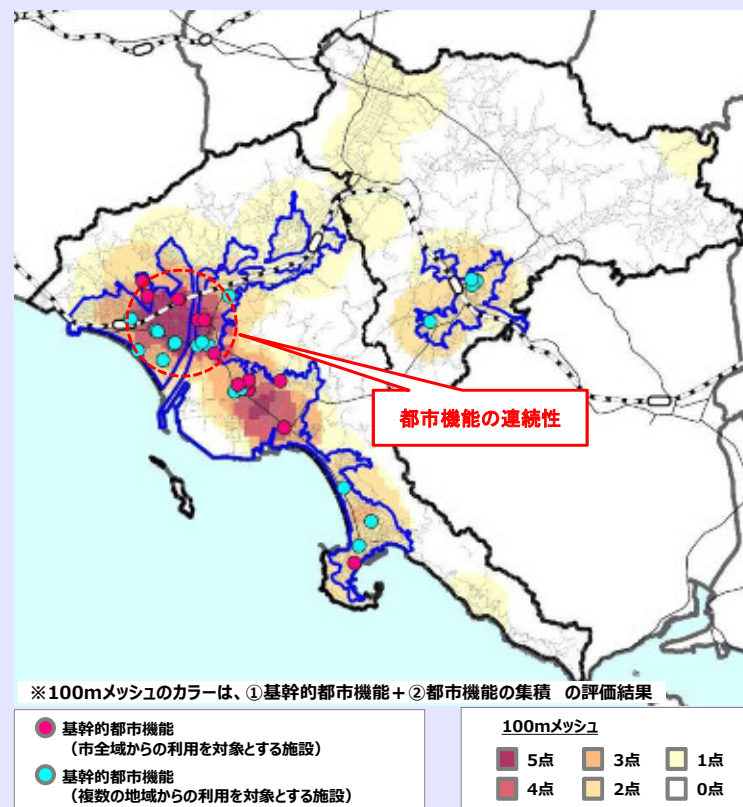 都市機能の連続性
※100mメッシュのカラーは、①基幹的都市機能+②都市機能の集積 の評価結果
基幹的都市機能
(市全域からの利用を対象とする施設)
基幹的都市機能
(複数の地域からの利用を対象とする施設)
100mメッシュ
5点 3点 1点
4点 2点 0点